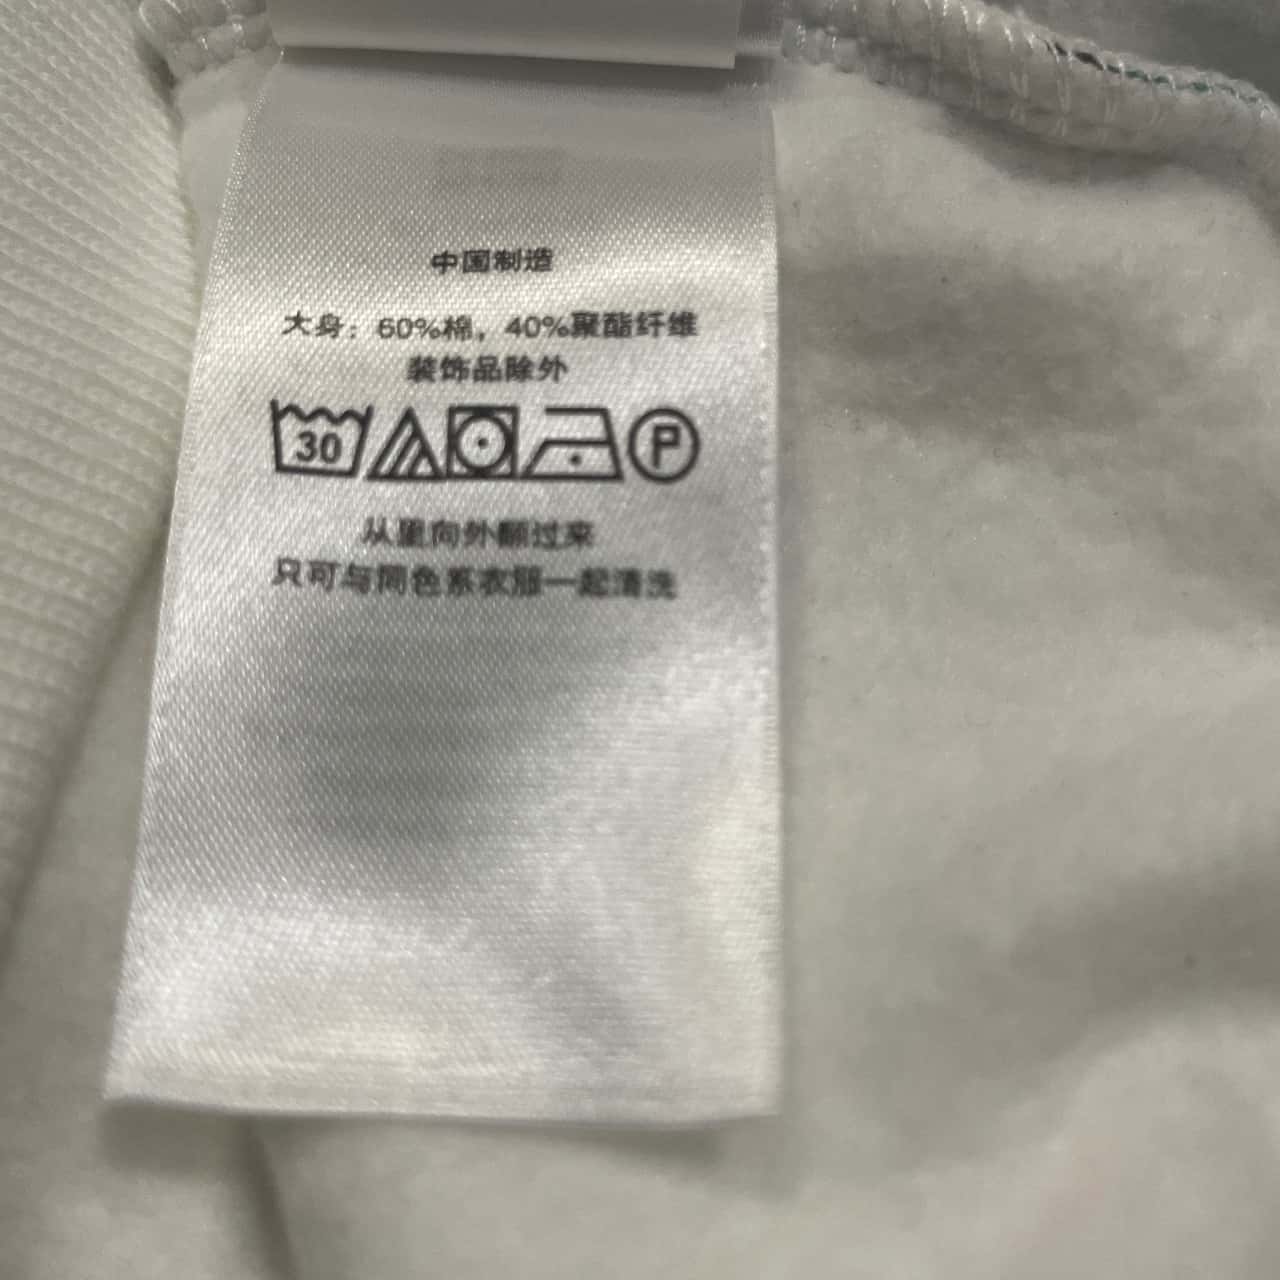 中国制造
大身：60%棉，40%聚酯纤维
装饰品除外
30 P
从里向外翻过来
只可与同色系衣服一起清洗